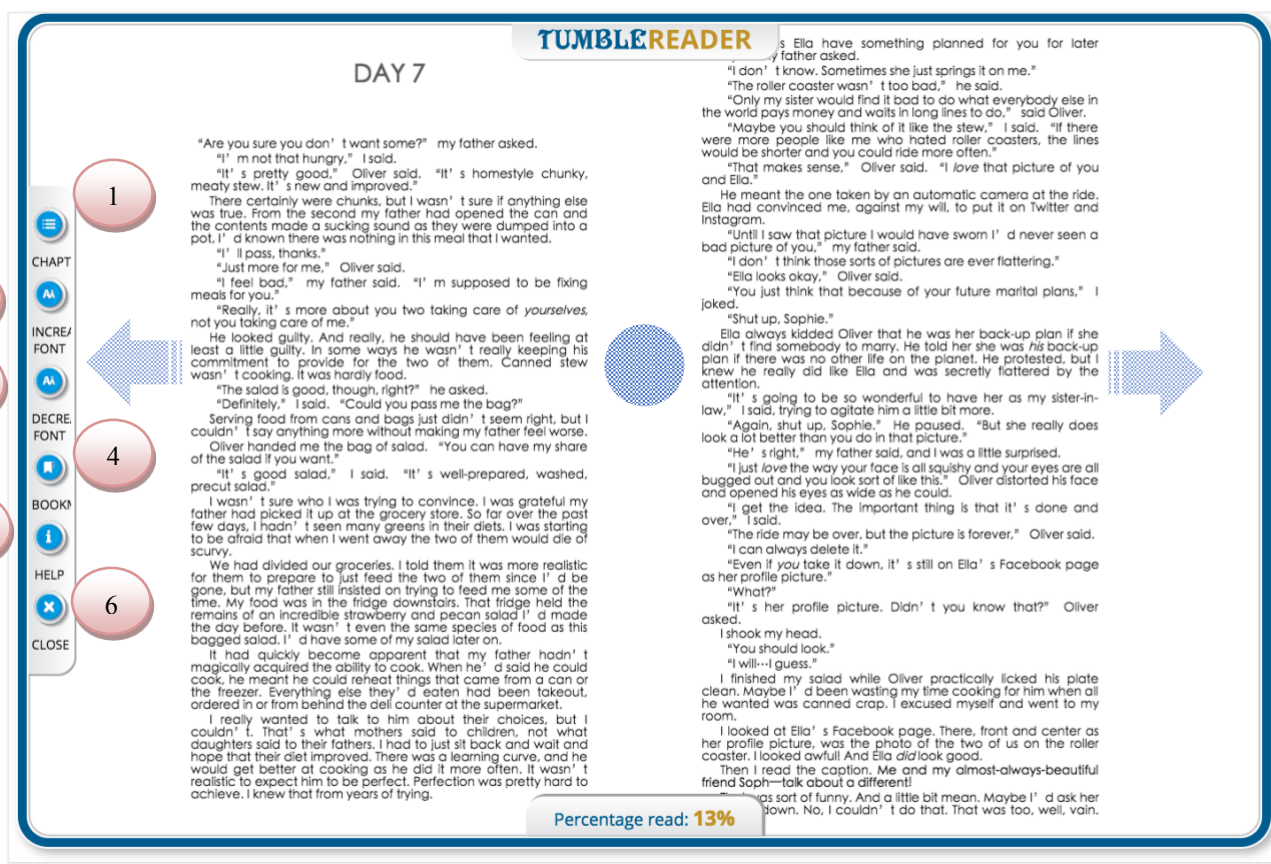 TUMBLEREADER
1
CHAPT
INCRE
FONT
DECRE
FONT
4
BOOK
HELP
6
CLOSE
DAY 7
“Are you sure you don’t want some?” my father asked.
“I’m not that hungry,” I said.
“It’s pretty good,” Oliver said. “It’s homestyle chunky,
meaty stew. It’s new and improved.”
There certainly were chunks, but I wasn’t sure if anything else
was true. From the second my father had opened the can and
the contents made a sucking sound as they were dumped into a
pot, I’d known there was nothing in this meal that I wanted.
“I’ll pass, thanks.”
“Just more for me,” Oliver said.
“I feel bad,” my father said. “I’m supposed to be fixing
meals for you.”
“Really, it’s more about you two taking care of yourselves,
not you taking care of me.”
He looked guilty. And really, he should have been feeling at
least a little guilty. In some ways he wasn’t really keeping his
commitment to provide for the two of them. Canned stew
wasn’t cooking. It was hardly food.
“The salad is good, though, right?” he asked.
“Definitely,” I said. “Could you pass me the bag?”
Serving food from cans and bags just didn’t seem right, but I
couldn’t say anything more without making my father feel worse.
Oliver handed me the bag of salad. “You can have my share
of the salad if you want.”
“It’s good salad,” I said. “It’s well-prepared, washed,
precut salad.”
I wasn’t sure who I was trying to convince. I was grateful my
father had picked it up at the grocery store. So far over the past
few days, I hadn’t seen many greens in their diets. I was starting
to be afraid that when I went away the two of them would die of
scurvy.
We had divided our groceries. I told them it was more realistic
for them to prepare to just feed the two of them since I’d be
gone, but my father still insisted on trying to feed me some of the
time. My food was in the fridge downstairs. That fridge held the
remains of an incredible strawberry and pecan salad I’d made
the day before. It wasn’t even the same species of food as this
bagged salad. I’d have some of my salad later on.
It had quickly become apparent that my father hadn’t
magically acquired the ability to cook. When he’d said he could
cook, he meant he could reheat things that came from a can or
the freezer. Everything else they’d eaten had been takeout,
ordered in or from behind the deli counter at the supermarket.
I really wanted to talk to him about their choices, but I
couldn’t. That’s what mothers said to children, not what
daughters said to their fathers. I had to just sit back and wait and
hope that their diet improved. There was a learning curve, and he
would get better at cooking as he did it more often. It wasn’t
realistic to expect him to be perfect. Perfection was pretty hard to
achieve. I knew that from years of trying.
s Ella have something planned for you for later
y father asked.
“I don’t know. Sometimes she just springs it on me.”
“The roller coaster wasn’t too bad,” he said.
“Only my sister would find it bad to do what everybody else in
the world pays money and waits in long lines to do,” said Oliver.
“Maybe you should think of it like the stew,” I said. “If there
were more people like me who hated roller coasters, the lines
would be shorter and you could ride more often.”
“That makes sense,” Oliver said. “I love that picture of you
and Ella.”
He meant the one taken by an automatic camera at the ride.
Ella had convinced me, against my will, to put it on Twitter and
Instagram.
“Until I saw that picture I would have sworn I’d never seen a
bad picture of you,” my father said.
“I don’t think those sorts of pictures are ever flattering.”
“Ella looks okay,” Oliver said.
“You just think that because of your future marital plans,” I
joked.
“Shut up, Sophie.”
Ella always kidded Oliver that he was her back-up plan if she
didn’t find somebody to marry. He told her she was his back-up
plan if there was no other life on the planet. He protested, but I
knew he really did like Ella and was secretly flattered by the
attention.
“It’s going to be so wonderful to have her as my sister-in-
law,” I said, trying to agitate him a little bit more.
“Again, shut up, Sophie.” He paused. “But she really does
look a lot better than you do in that picture.”
“He’s right,” my father said, and I was a little surprised.
“I just love the way your face is all squishy and your eyes are all
bugged out and you look sort of like this.” Oliver distorted his face
and opened his eyes as wide as he could.
“I get the idea. The important thing is that it’s done and
over,” I said.
“The ride may be over, but the picture is forever,” Oliver said.
“I can always delete it.”
“Even if you take it down, it’s still on Ella’s Facebook page
as her profile picture.”
“What?”
“It’s her profile picture. Didn’t you know that?” Oliver
asked.
I shook my head.
“You should look.”
“I will…I guess.”
I finished my salad while Oliver practically licked his plate
clean. Maybe I’d been wasting my time cooking for him when all
he wanted was canned crap. I excused myself and went to my
room.
I looked at Ella’s Facebook page. There, front and center as
her profile picture, was the photo of the two of us on the roller
coaster. I looked awful! And Ella did look good.
Then I read the caption. Me and my almost-always-beautiful
friend Soph—talk about a different!
was sort of funny. And a little bit mean. Maybe I’d ask her
down. No, I couldn’t do that. That was too, well, vain.
Percentage read: 13%